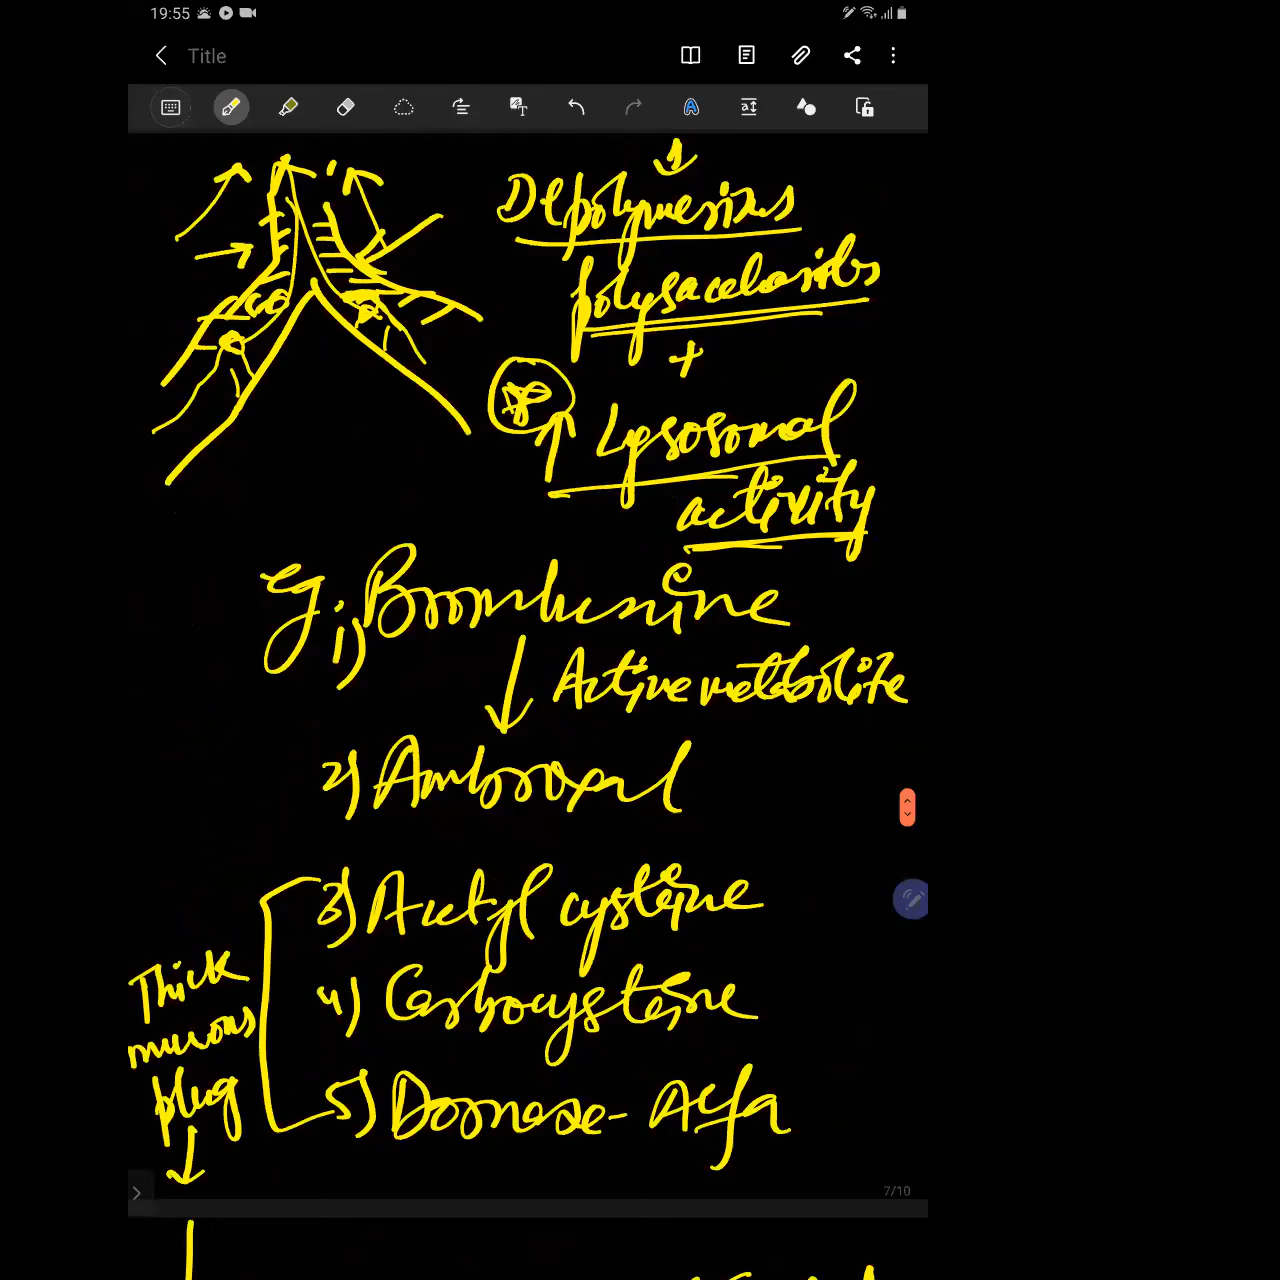 19:55
Title
Depolymerizes
polysaccharides
+
Lysosomal
activity
eg. 1) Bromhexine
Active metabolite
2) Ambroxol
3) Acetyl cysteine
4) Carbocysteine
5) Dornase-Alfa
Thick
mucous
plug
7/10